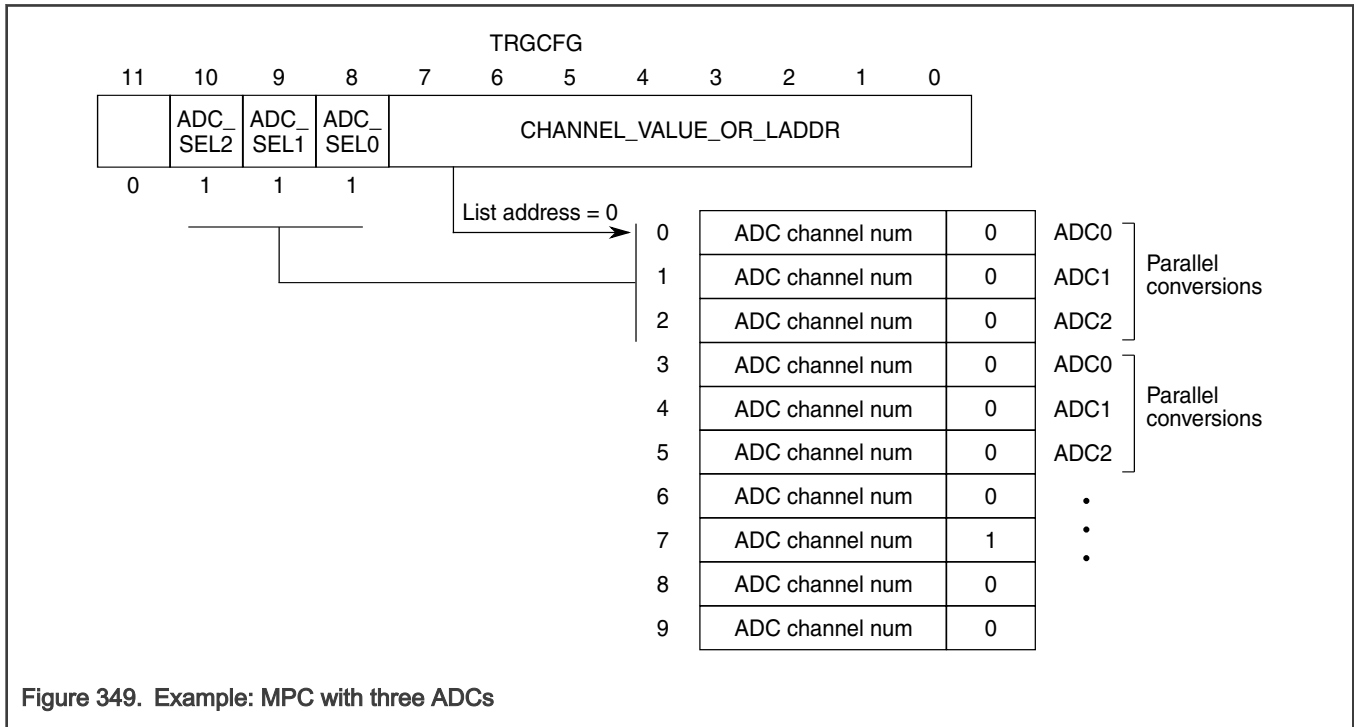 TRGCFG
11 10 9 8 7 6 5 4 3 2 1 0
ADC_ ADC_ ADC_
SEL2 SEL1 SEL0
CHANNEL_VALUE_OR_LADDR
0 1 1 1
List address = 0
0 ADC channel num 0 ADC0
1 ADC channel num 0 ADC1
2 ADC channel num 0 ADC2
Parallel
conversions
3 ADC channel num 0 ADC0
4 ADC channel num 0 ADC1
5 ADC channel num 0 ADC2
Parallel
conversions
6 ADC channel num 0
7 ADC channel num 1
8 ADC channel num 0
9 ADC channel num 0
Figure 349. Example: MPC with three ADCs